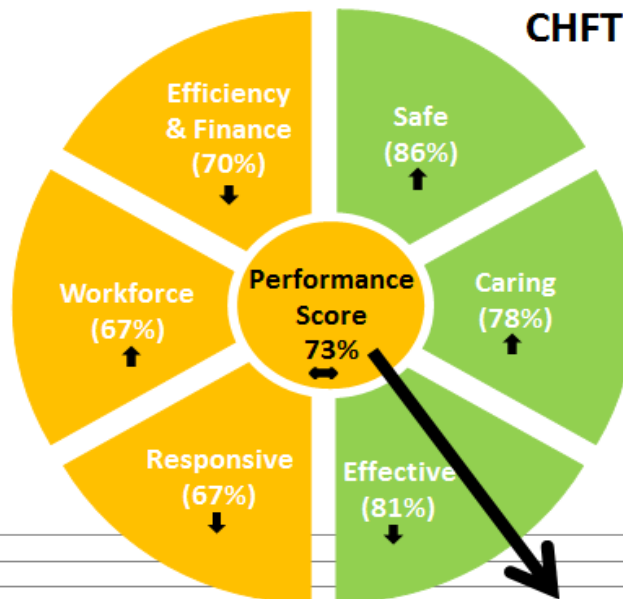 CHFT
Efficiency
& Finance
(70%)
Safe
(86%)
Workforce
(67%)
Performance
Score
73%
Caring
(78%)
Responsive
(67%)
Effective
(81%)